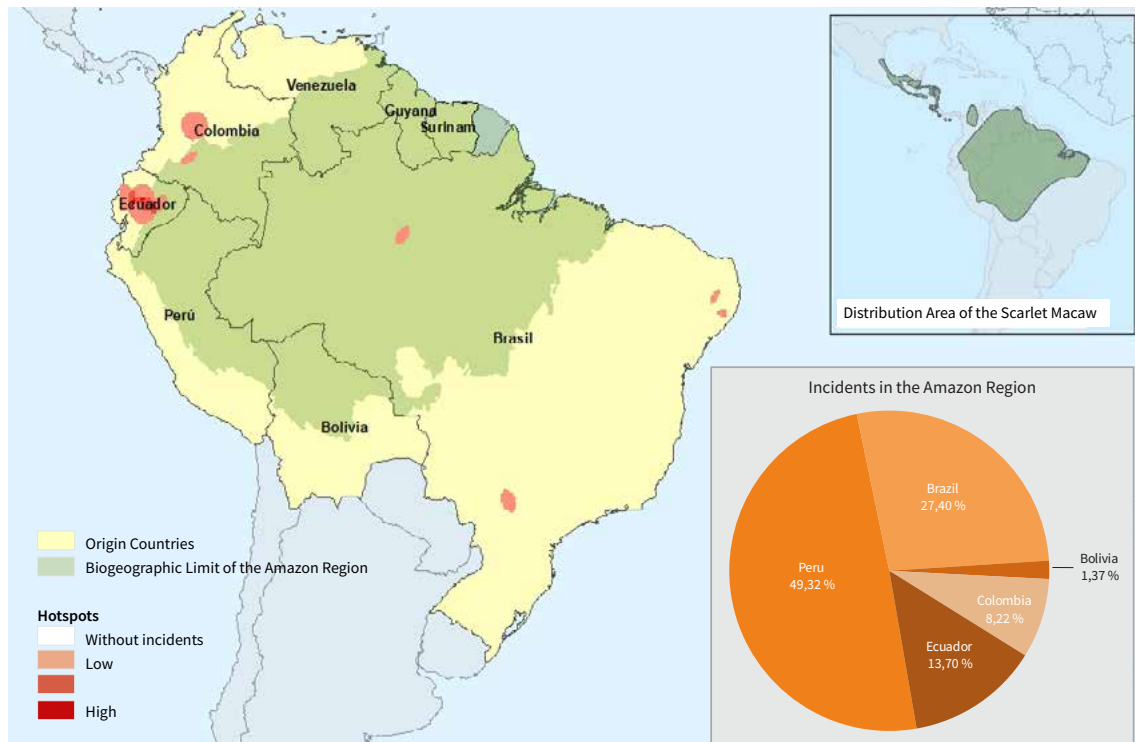 Venezuela
Guyana
Surinam
Colombia
Ecuador
Perú
Brasil
Bolivia
Distribution Area of the Scarlet Macaw
Origin Countries
Biogeographic Limit of the Amazon Region
Hotspots
Without incidents
Low
High
Incidents in the Amazon Region
Brazil
27,40 %
Bolivia
1,37 %
Peru
49,32 %
Colombia
8,22 %
Ecuador
13,70 %